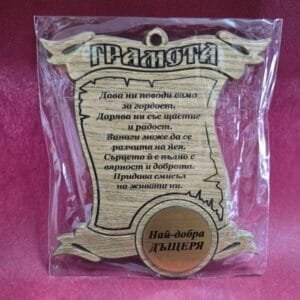 ГРАМОТА
Дава ни поводи само
за гордост.
Дарява ни със щастие
и радост.
Винаги може да се
разчита на нея.
Сърцето ѝ е пълно с
вярност и доброта.
Придава смисъл
на живота ни.
Най-добра
ДЪЩЕРЯ